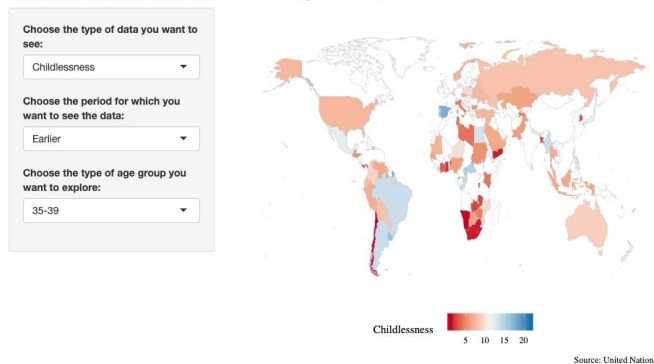 Choose the type of data you want to
see:
Childlessness
Choose the period for which you
want to see the data:
Earlier
Choose the type of age group you
want to explore:
35-39
Childlessness
5 10 15 20
Source: United Nation